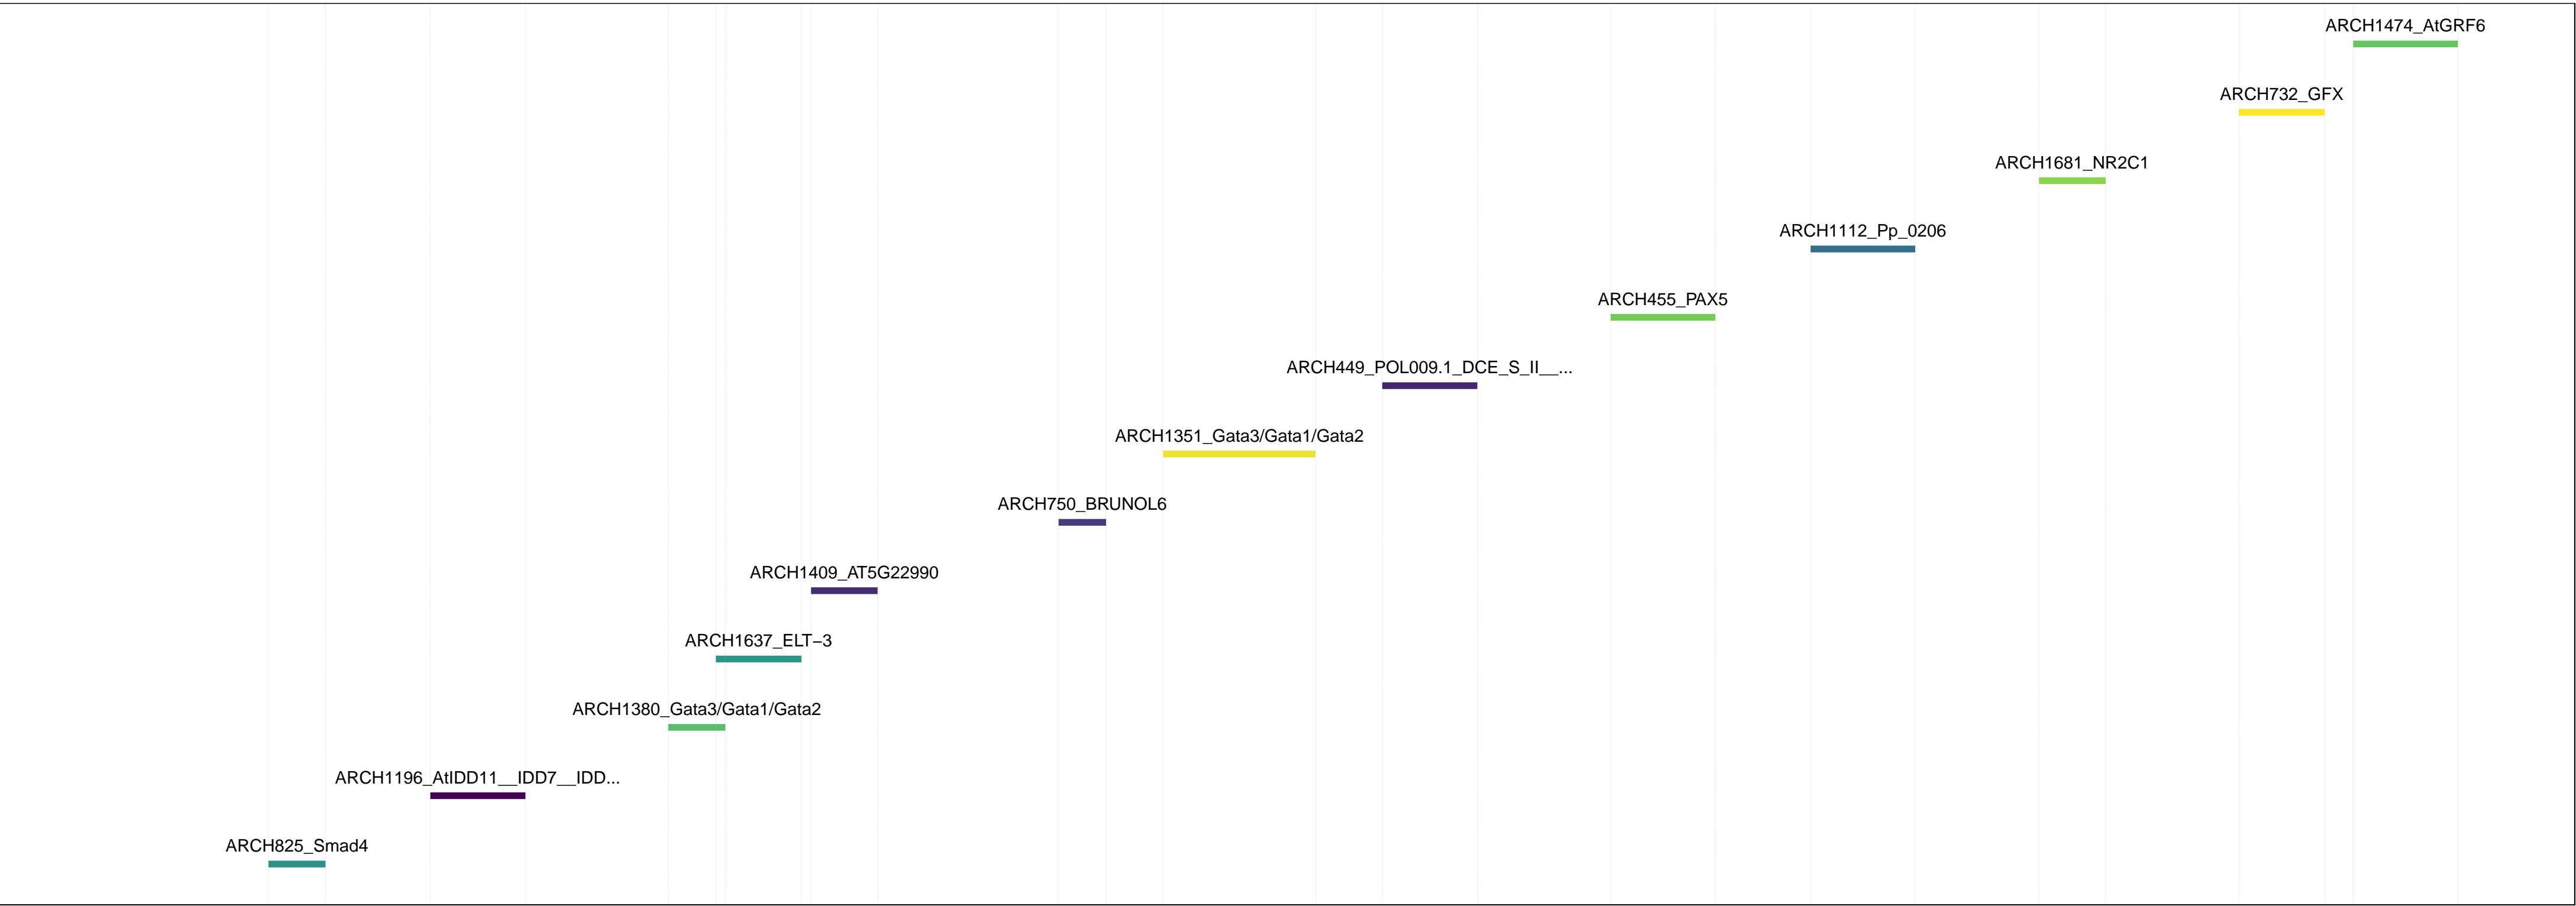 ARCH1474_AtGRF6
ARCH732_GFX
ARCH1681_NR2C1
ARCH1112_Pp_0206
ARCH455_PAX5
ARCH449_POL009.1_DCE_S_II__...
ARCH1351_Gata3/Gata1/Gata2
ARCH750_BRUNOL6
ARCH1409_AT5G22990
ARCH1637_ELT−3
ARCH1380_Gata3/Gata1/Gata2
ARCH1196_AtIDD11__IDD7__IDD...
ARCH825_Smad4